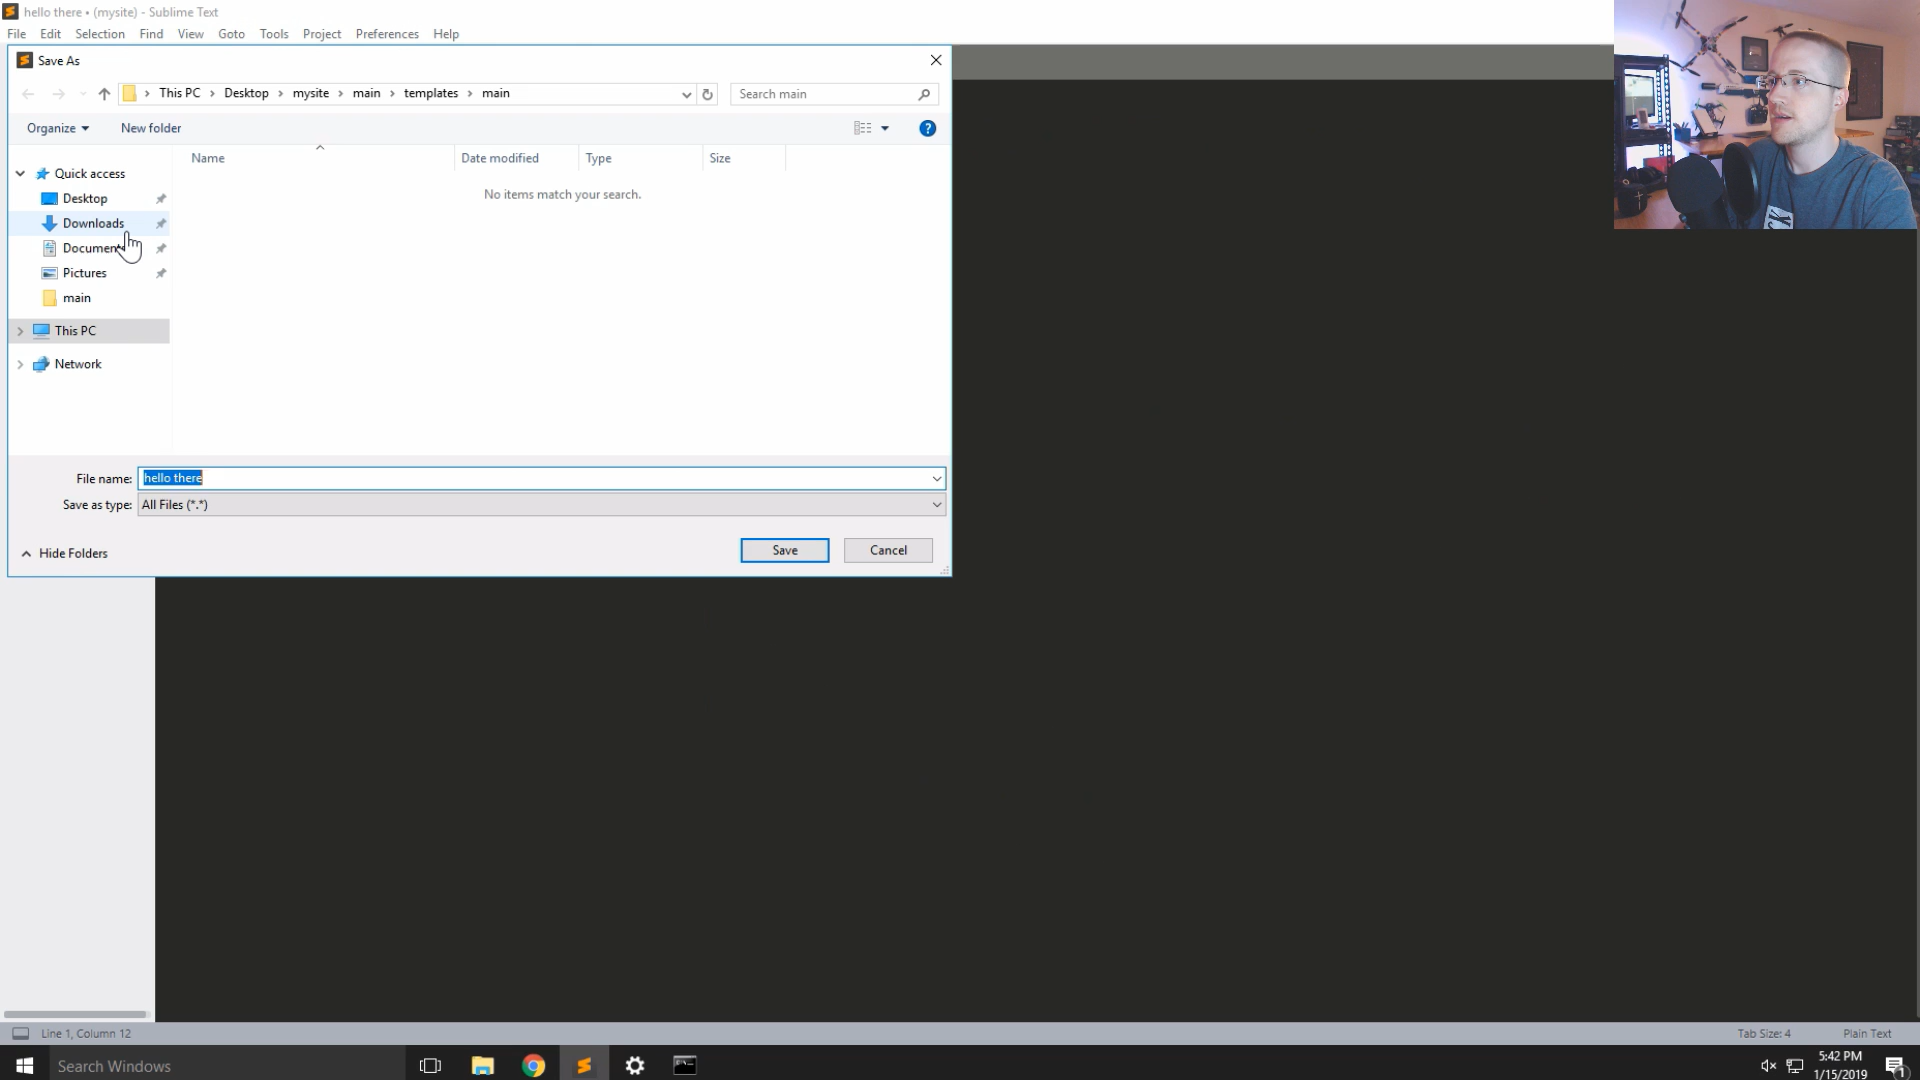 hello there • (mysite) - Sublime Text
File Edit Selection Find View Goto Tools Project Preferences Help
Save As
This PC > Desktop > mysite > main > templates > main
Search main
Organize
New folder
Name
Date modified
Type
Size
No items match your search.
Quick access
Desktop
Downloads
Documents
Pictures
main
This PC
Network
File name: hello there
Save as type: All Files (*.*)
Hide Folders
Save
Cancel
Line 1, Column 12
Tab Size: 4
Plain Text
Search Windows
5:42 PM
1/15/2019
1